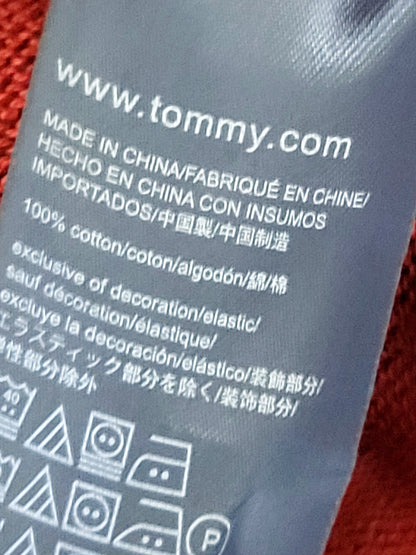 www.tommy.com
MADE IN CHINA/FABRIQUÉ EN CHINE/
HECHO EN CHINA CON INSUMOS
IMPORTADOS/中国製/中国制造
100% cotton/coton/algodón/綿/棉
exclusive of decoration/elastic/
sauf décoration/élastique/
excluye la decoración/elástico/装飾部分/
エラスティック部分を除く/装饰部分/
弹性部分除外
40
P